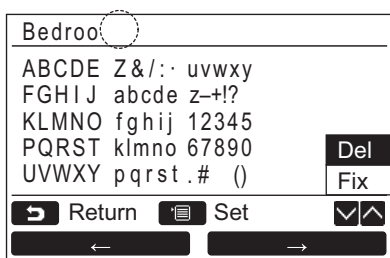 Bedroo
ABCDE Z&/:· uvwxy
FGHIJ abcde z–+!?
KLMNO fghij 12345
PQRST klmno 67890
UVWXY pqrst.# ()
Del
Fix
Return Set
← →